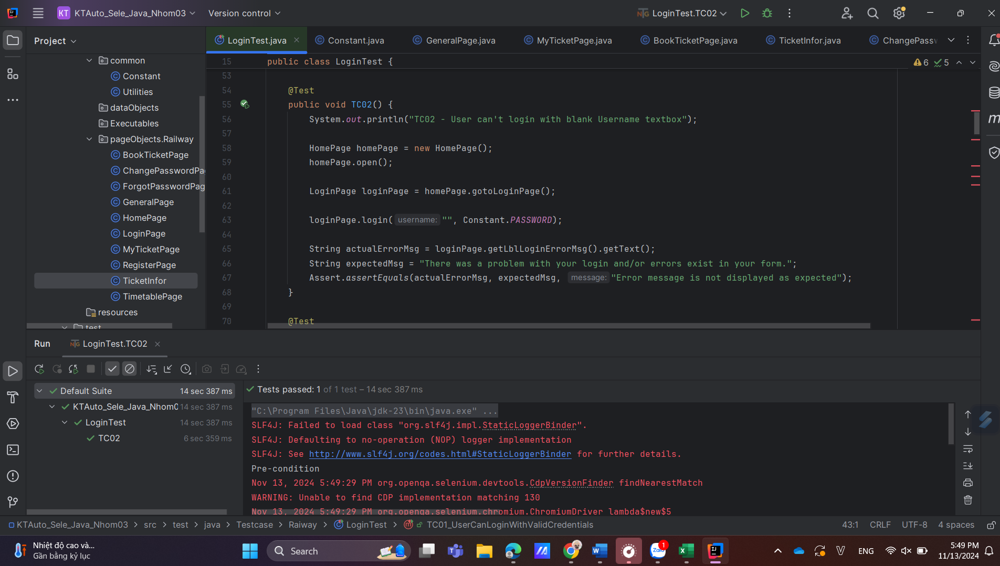 KT KTAuto_Sele_Java_Nhom03 Version control LoginTest.TC02
Project
LoginTest.java Constant.java GeneralPage.java MyTicketPage.java BookTicketPage.java TicketInfor.java ChangePassw
common
Constant
Utilities
dataObjects
Executables
pageObjects.Railway
BookTicketPage
ChangePasswordPa
ForgotPasswordPag
GeneralPage
HomePage
LoginPage
MyTicketPage
RegisterPage
TicketInfor
TimetablePage
resources
test
15 public class LoginTest {
6 5
53
54 @Test
55 public void TC02() {
56 System.out.println("TC02 - User can't login with blank Username textbox");
57
58 HomePage homePage = new HomePage();
59 homePage.open();
60
61 LoginPage loginPage = homePage.gotoLoginPage();
62
63 loginPage.login( username: "", Constant.PASSWORD);
64
65 String actualErrorMsg = loginPage.getLblLoginErrorMsg().getText();
66 String expectedMsg = "There was a problem with your login and/or errors exist in your form.";
67 Assert.assertEquals(actualErrorMsg, expectedMsg, message: "Error message is not displayed as expected");
68 }
69
70 @Test
m
Run LoginTest.TC02
Default Suite 14 sec 387 ms
KTAuto_Sele_Java_Nhom0 14 sec 387 ms
LoginTest 14 sec 387 ms
TC02 6 sec 359 ms
Tests passed: 1 of 1 test – 14 sec 387 ms
"C:\Program Files\Java\jdk-23\bin\java.exe" ...
SLF4J: Failed to load class "org.slf4j.impl.StaticLoggerBinder".
SLF4J: Defaulting to no-operation (NOP) logger implementation
SLF4J: See http://www.slf4j.org/codes.html#StaticLoggerBinder for further details.
Pre-condition
Nov 13, 2024 5:49:29 PM org.openqa.selenium.devtools.CdpVersionFinder findNearestMatch
WARNING: Unable to find CDP implementation matching 130
Nov 13, 2024 5:49:29 PM org.openqa.selenium.chromium.ChromiumDriver lambda$new$5
KTAuto_Sele_Java_Nhom03 > src > test > java > Testcase > Raiway > LoginTest > TC01_UserCanLoginWithValidCredentials
43:1 CRLF UTF-8 4 spaces
Nhiệt độ cao và...
Gần bằng kỷ lục
Search
Zalo
1
ENG
5:49 PM
11/13/2024